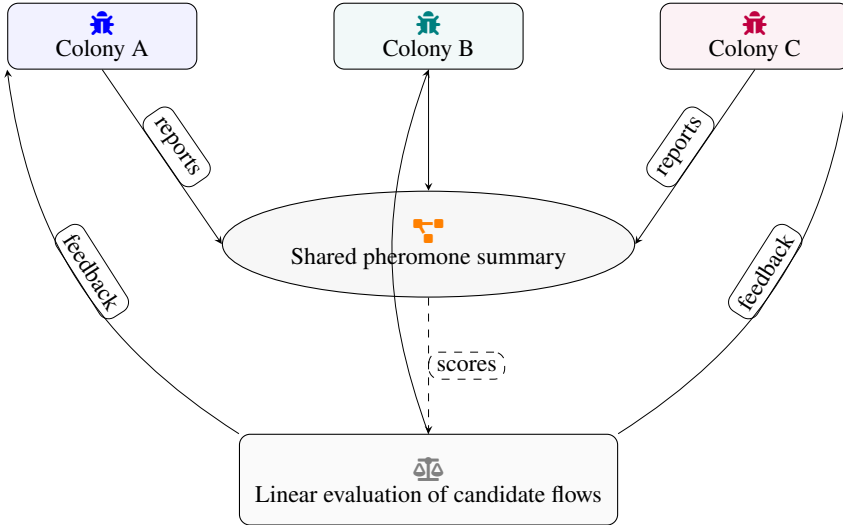 Colony A
Colony B
Colony C
reports
reports
Shared pheromone summary
feedback
feedback
scores
Linear evaluation of candidate flows